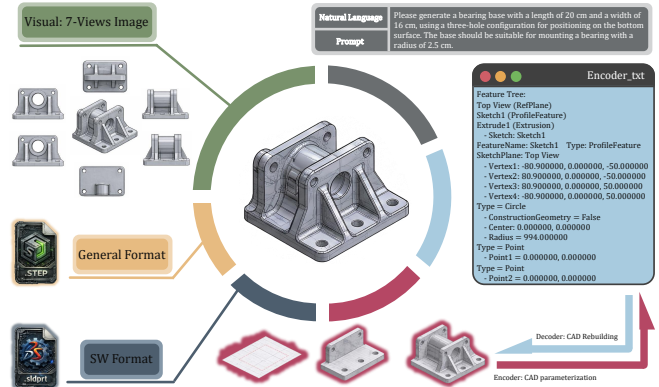 Visual: 7-Views Image
Natural Language
Prompt
Please generate a bearing base with a length of 20 cm and a width of
16 cm, using a three-hole configuration for positioning on the bottom
surface. The base should be suitable for mounting a bearing with a
radius of 2.5 cm.
Encoder_txt
Feature Tree:
Top View (RefPlane)
Sketch1 (ProfileFeature)
Extrude1 (Extrusion)
- Sketch: Sketch1
FeatureName: Sketch1 Type: ProfileFeature
SketchPlane: Top View
- Vertex1: -80.900000, 0.000000, -50.000000
- Vertex2: 80.900000, 0.000000, -50.000000
- Vertex3: 80.900000, 0.000000, 50.000000
- Vertex4: -80.900000, 0.000000, 50.000000
Type = Circle
- ConstructionGeometry = False
- Center: 0.000000, 0.000000
- Radius = 994.000000
Type = Point
- Point1 = 0.000000, 0.000000
Type = Point
- Point2 = 0.000000, 0.000000
.STEP
General Format
.sldprt
SW Format
Decoder: CAD Rebuilding
Encoder: CAD parameterization